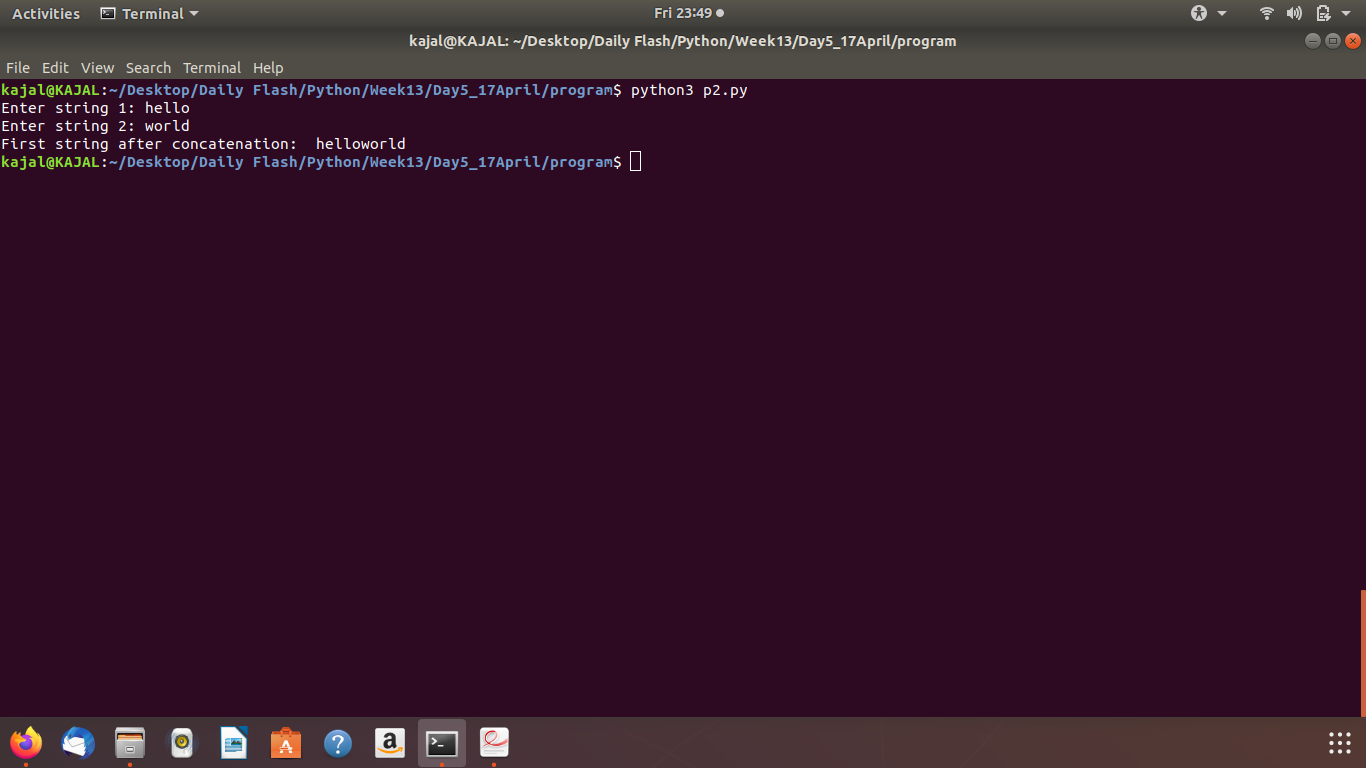 Activities Terminal Fri 23:49
kajal@KAJAL: ~/Desktop/Daily Flash/Python/Week13/Day5_17April/program
File Edit View Search Terminal Help
kajal@KAJAL:~/Desktop/Daily Flash/Python/Week13/Day5_17April/program$ python3 p2.py
Enter string 1: hello
Enter string 2: world
First string after concatenation:  helloworld
kajal@KAJAL:~/Desktop/Daily Flash/Python/Week13/Day5_17April/program$